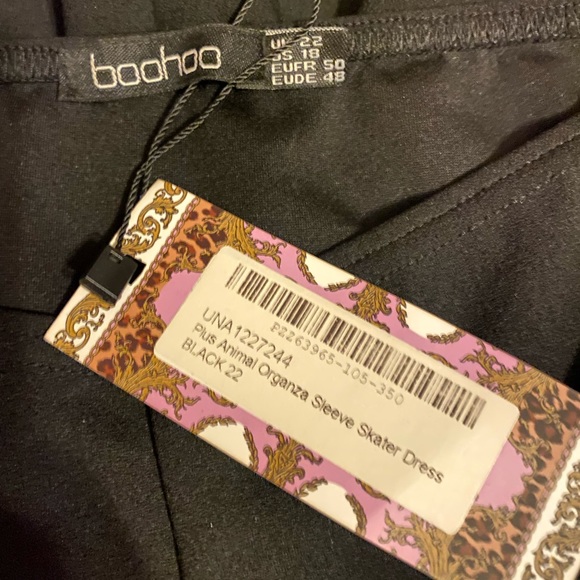 boohoo
UK 22
US 18
EUFR 50
EUDE 48
P2263965-105-350
UNA1227244
Plus Animal Organza Sleeve Skater Dress
BLACK 22